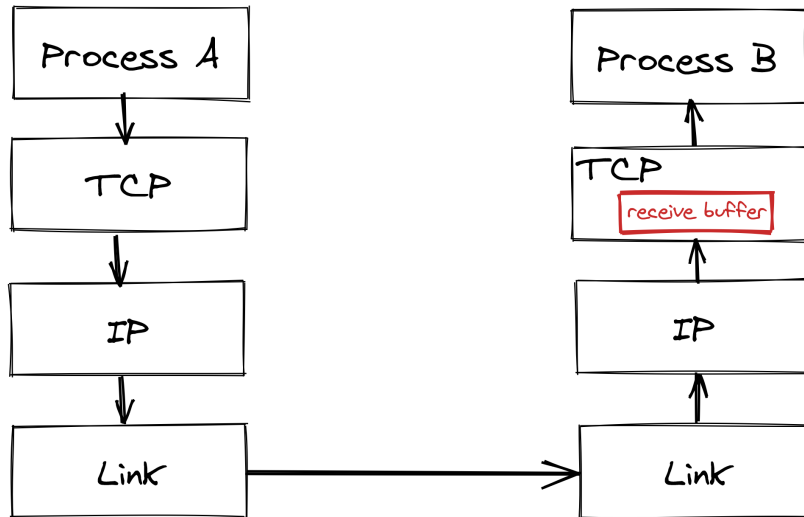 Process A
Process B
TCP
TCP
receive buffer
IP
IP
Link
Link